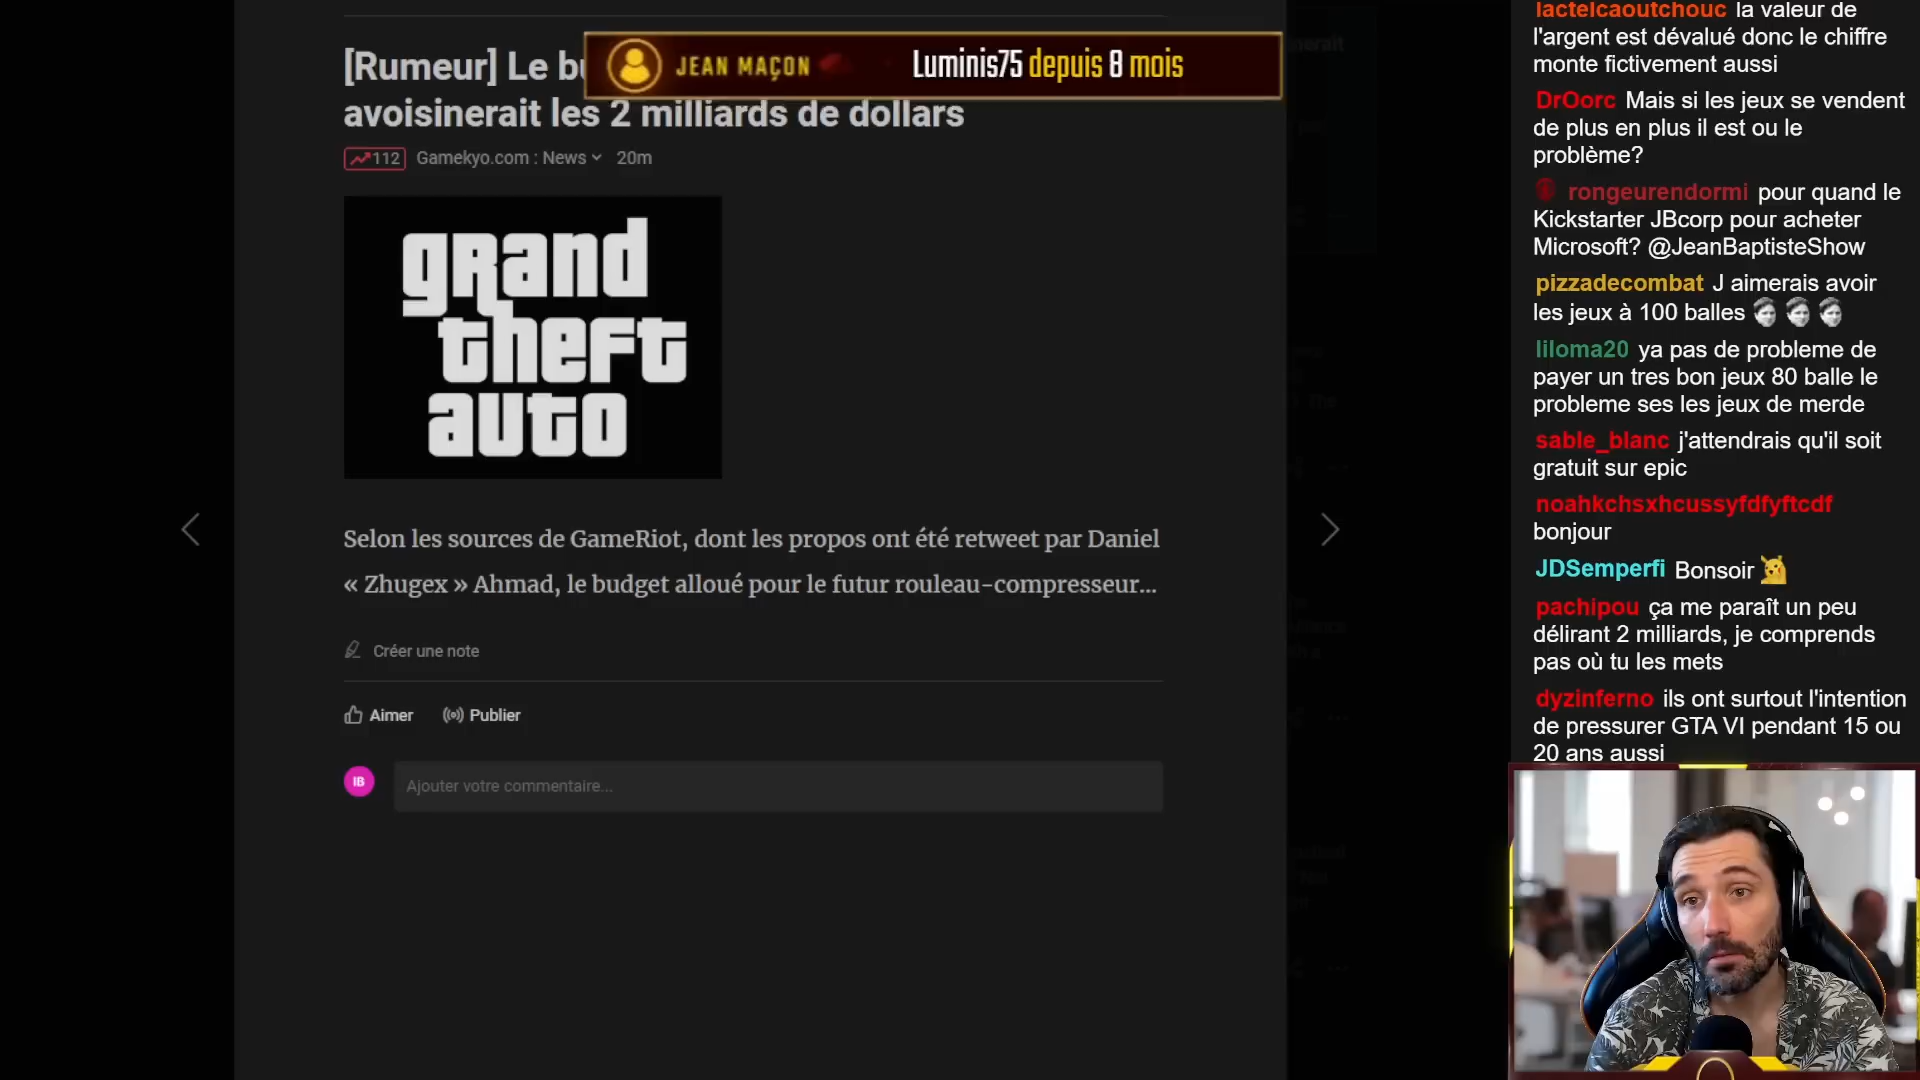 [Rumeur] Le
JEAN MAÇON
Luminis75 depuis 8 mois
avoisinerait les 2 milliards de dollars
112 Gamekyo.com : News 20m
grand
theft
auto
Selon les sources de GameRiot, dont les propos ont été retweet par Daniel
« Zhugex » Ahmad, le budget alloué pour le futur rouleau-compresseur...
Créer une note
Aimer Publier
IB Ajouter votre commentaire...
lactelcaoutchouc la valeur de
l'argent est dévalué donc le chiffre
monte fictivement aussi
DrOorc Mais si les jeux se vendent
de plus en plus il est ou le
problème?
rongeurendormi pour quand le
Kickstarter JBcorp pour acheter
Microsoft? @JeanBaptisteShow
pizzadecombat J aimerais avoir
les jeux à 100 balles
liloma20 ya pas de probleme de
payer un tres bon jeux 80 balle le
probleme ses les jeux de merde
sable_blanc j'attendrais qu'il soit
gratuit sur epic
noahkchsxhcussyfdfyftcdf
bonjour
JDSemperfi Bonsoir
pachipou ça me paraît un peu
délirant 2 milliards, je comprends
pas où tu les mets
dyzinferno ils ont surtout l'intention
de pressurer GTA VI pendant 15 ou
20 ans aussi